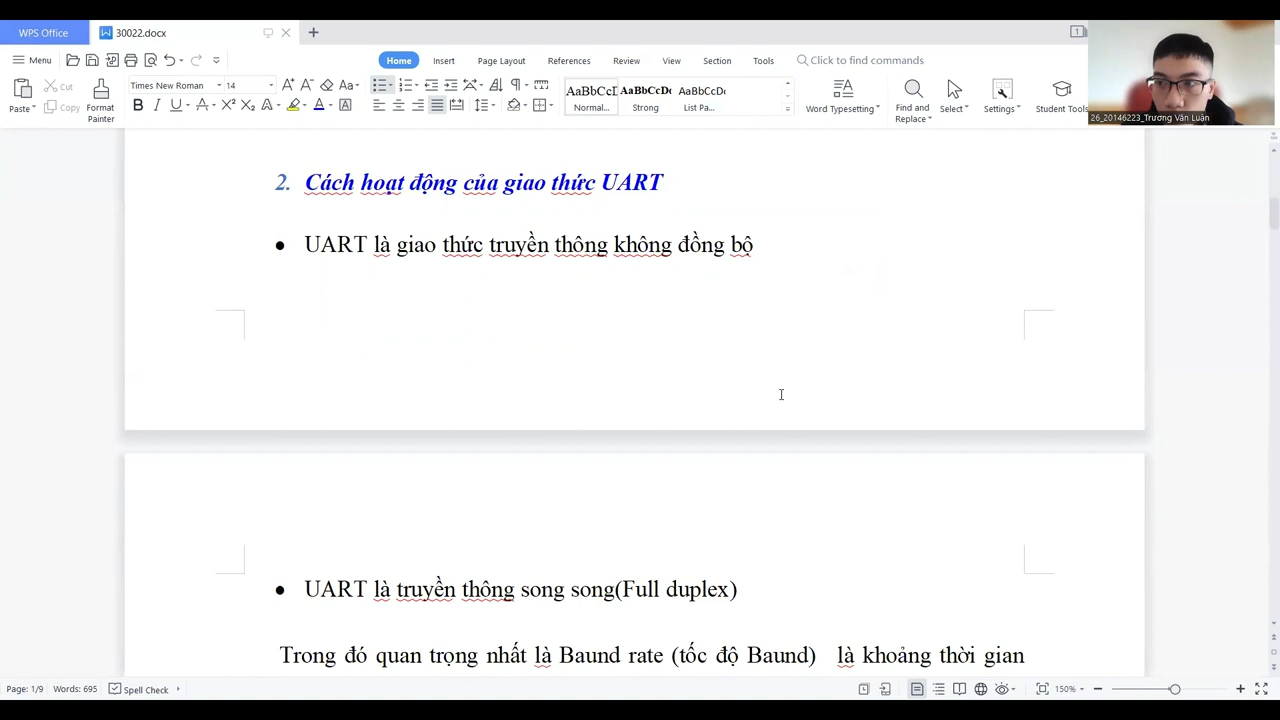 WPS Office
30022.docx
1
Menu
Home
Insert
Page Layout
References
Review
View
Section
Tools
Click to find commands
Paste
Cut
Copy
Format
Painter
Times New Roman
14
AaBbCcD
AaBbCcDc
AaBbCcDc
Normal...
Strong
List Pa...
Word Typesetting
Find and
Replace
Select
Settings
Student Tools
26_20146223_Trương Văn Luận
2. Cách hoạt động của giao thức UART
• UART là giao thức truyền thông không đồng bộ
• UART là truyền thông song song(Full duplex)
Trong đó quan trọng nhất là Baund rate (tốc độ Baund) là khoảng thời gian
Page: 1/9 Words: 695 Spell Check 150%